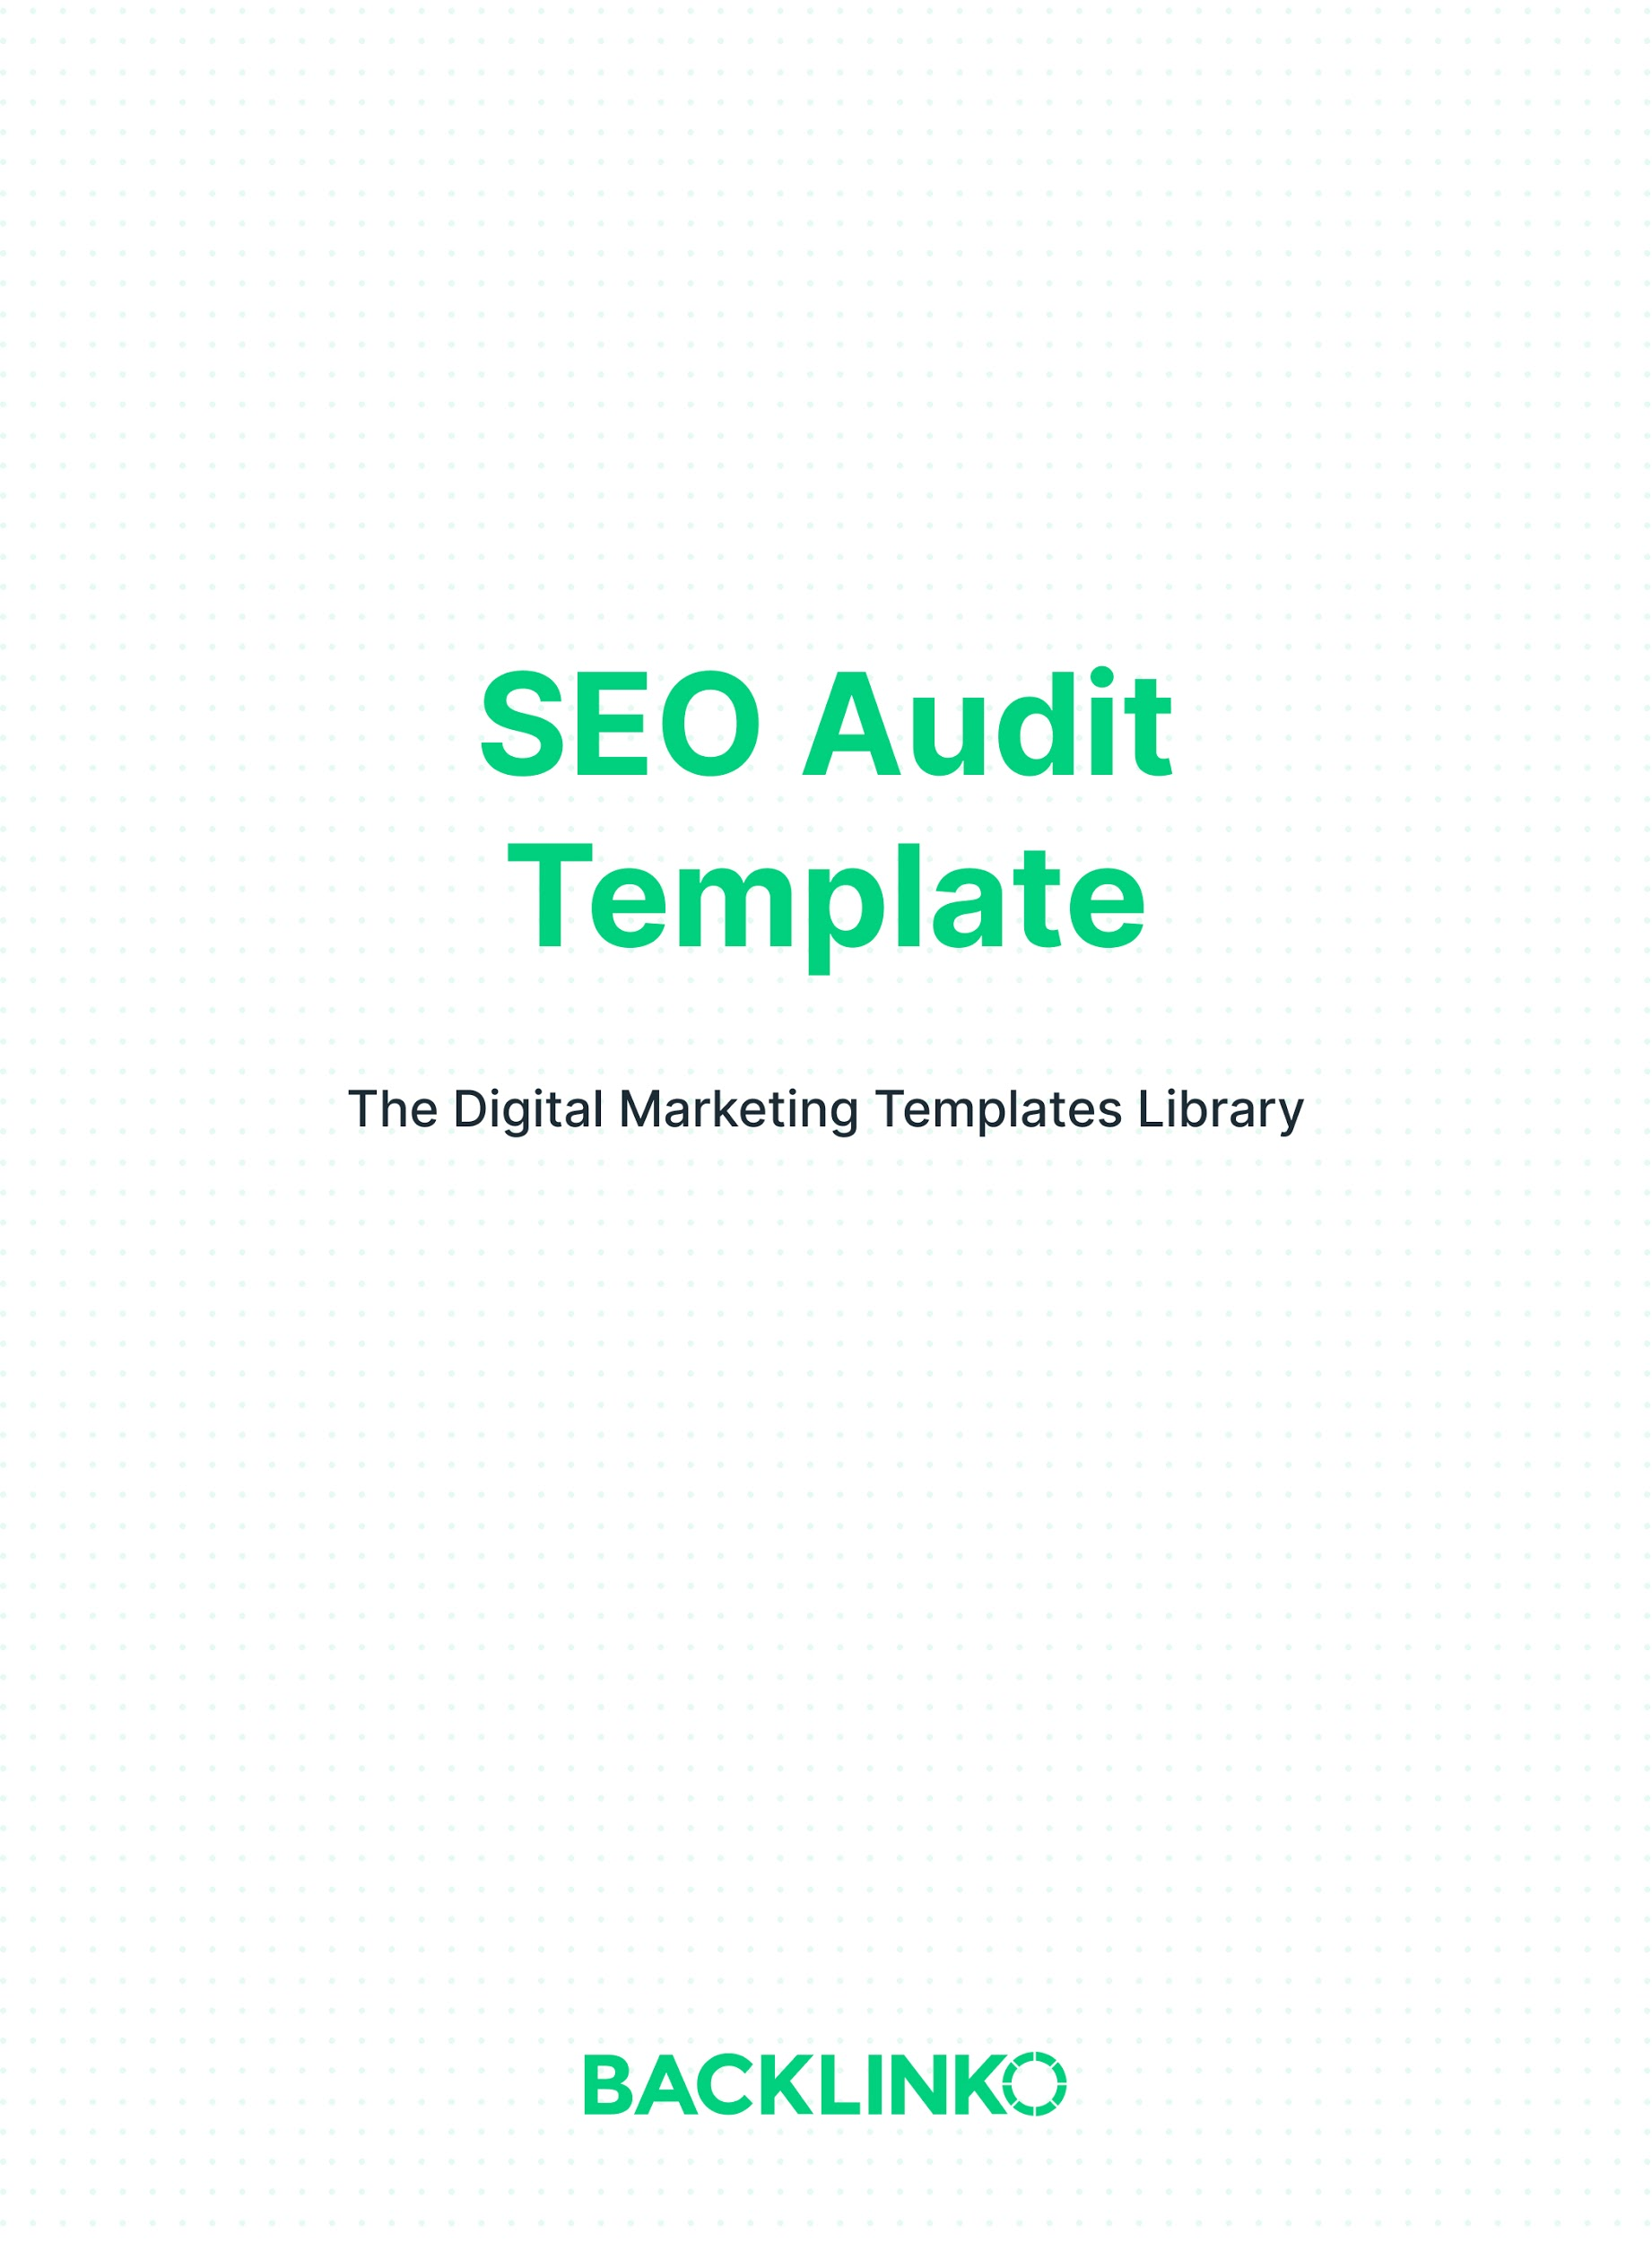 SEO Audit
Template
The Digital Marketing Templates Library
BACKLINKO